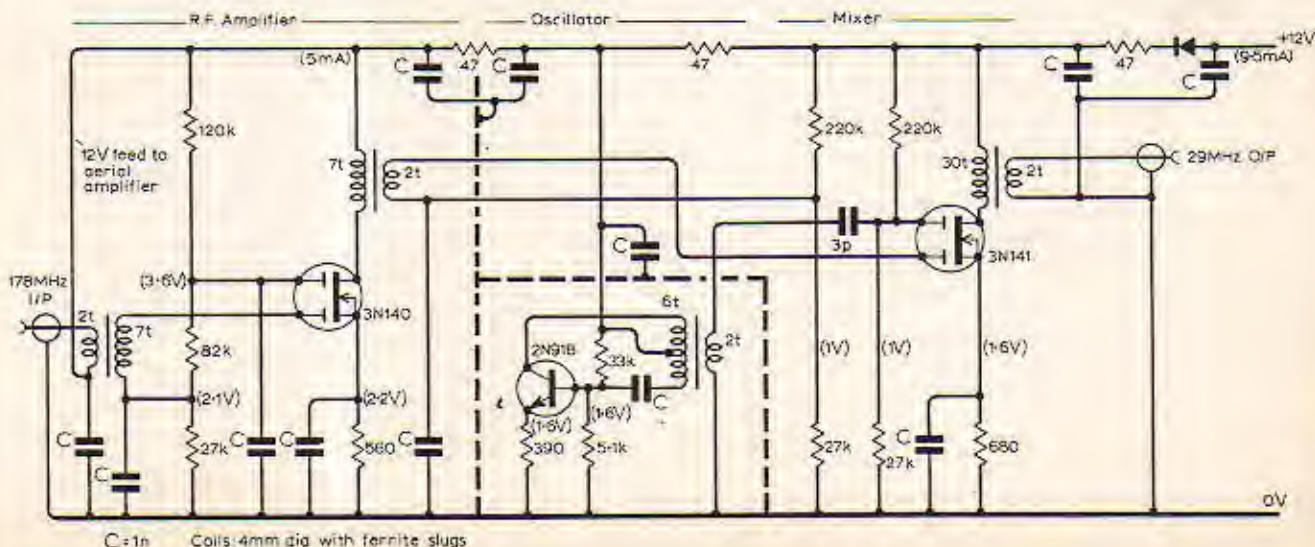 R.F. Amplifier
Oscillator
Mixer
(5mA)
C
47
C
47
C
47
+12V
(9·5mA)
C
120k
220k
220k
12V feed to
aerial
amplifier
7t
2t
30t
2t
29MHz O/P
C
3p
178MHz
I/P
(3·6V)
3N140
3N141
2t
7t
6t
2t
82k
2N918
33k
(1V)
(1V)
(1·6V)
C
(2·1V)
(2·2V)
(1·6V)
C
27k
C
C
560
C
390
5·1k
27k
27k
C
680
C
0V
C=1n
Coils: 4mm dia with ferrite slugs